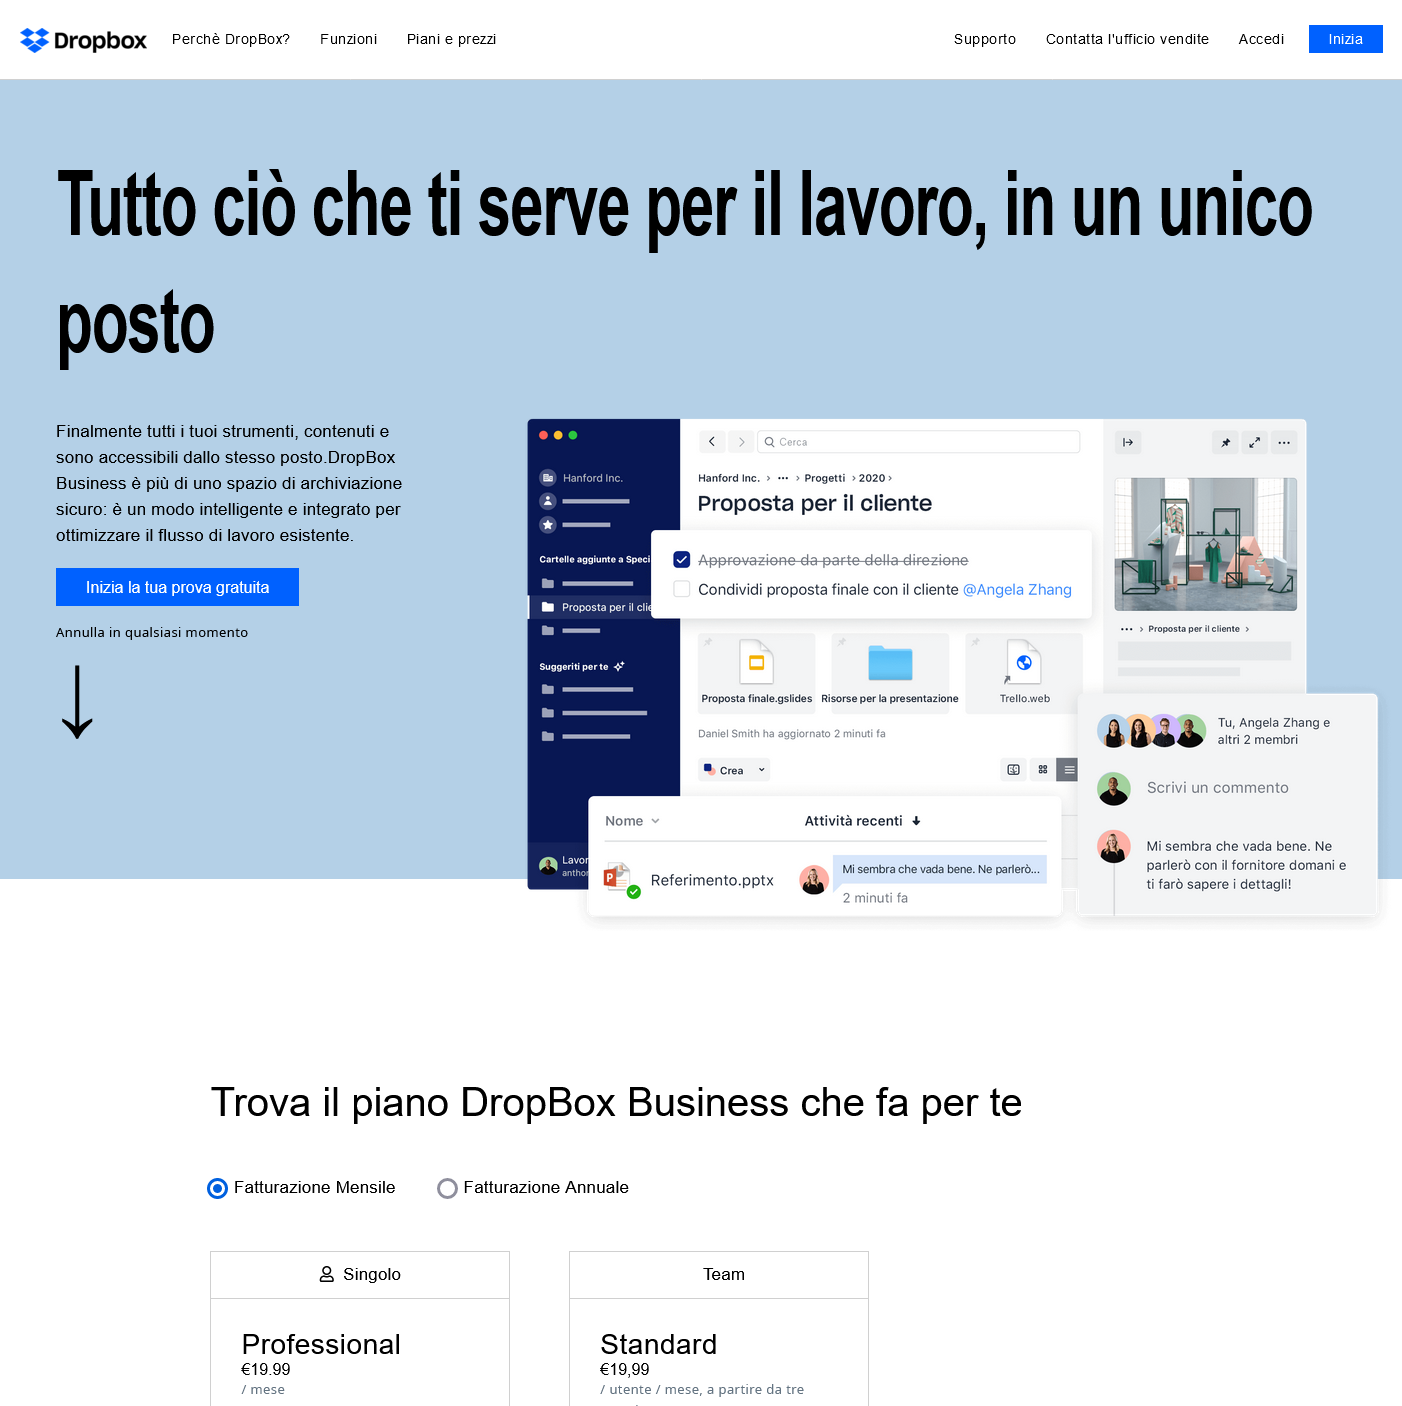 Dropbox
Perchè DropBox?
Funzioni
Piani e prezzi
Supporto
Contatta l'ufficio vendite
Accedi
Inizia
Tutto ciò che ti serve per il lavoro, in un unico
posto
Finalmente tutti i tuoi strumenti, contenuti e
sono accessibili dallo stesso posto.DropBox
Business è più di uno spazio di archiviazione
sicuro: è un modo intelligente e integrato per
ottimizzare il flusso di lavoro esistente.
Inizia la tua prova gratuita
Annulla in qualsiasi momento
Hanford Inc.
Cartelle aggiunte a Speci
Proposta per il clie
Suggeriti per te
Lavor
anthor
Cerca
Hanford Inc. › ··· › Progetti › 2020 ›
Proposta per il cliente
Approvazione da parte della direzione
Condividi proposta finale con il cliente @Angela Zhang
Proposta finale.gslides
Risorse per la presentazione
Trello.web
Daniel Smith ha aggiornato 2 minuti fa
Crea
Nome
Attività recenti
P
Referimento.pptx
Mi sembra che vada bene. Ne parlerò...
2 minuti fa
··· › Proposta per il cliente ›
Tu, Angela Zhang e
altri 2 membri
Scrivi un commento
Mi sembra che vada bene. Ne
parlerò con il fornitore domani e
ti farò sapere i dettagli!
Trova il piano DropBox Business che fa per te
Fatturazione Mensile
Fatturazione Annuale
Singolo
Professional
€19.99
/ mese
Team
Standard
€19,99
/ utente / mese, a partire da tre